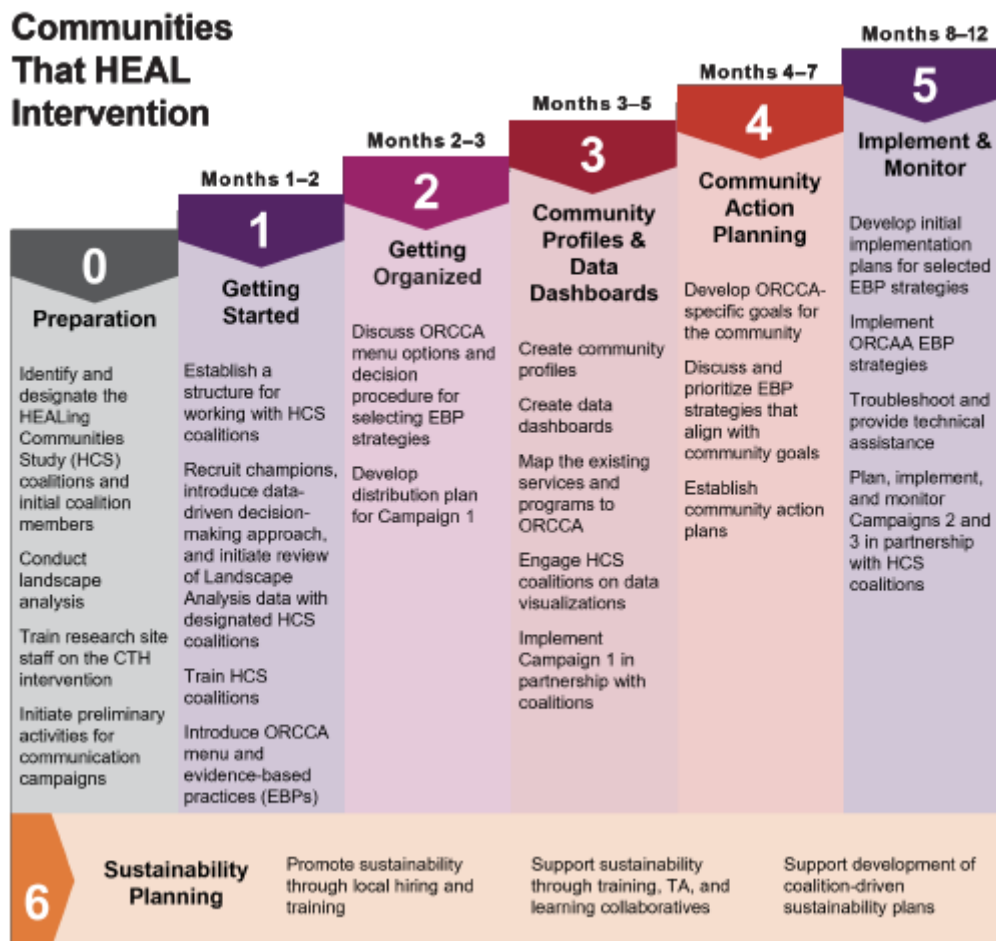 Communities
That HEAL
Intervention
0
Preparation
Identify and
designate the
HEALing
Communities
Study (HCS)
coalitions and
initial coalition
members
Conduct
landscape
analysis
Train research site
staff on the CTH
intervention
Initiate preliminary
activities for
communication
campaigns
Months 1–2
1
Getting
Started
Establish a
structure for
working with HCS
coalitions
Recruit champions,
introduce data-
driven decision-
making approach,
and initiate review
of Landscape
Analysis data with
designated HCS
coalitions
Train HCS
coalitions
Introduce ORCCA
menu and
evidence-based
practices (EBPs)
Months 2–3
2
Getting
Organized
Discuss ORCCA
menu options and
decision
procedure for
selecting EBP
strategies
Develop
distribution plan
for Campaign 1
Months 3–5
3
Community
Profiles &
Data
Dashboards
Create community
profiles
Create data
dashboards
Map the existing
services and
programs to
ORCCA
Engage HCS
coalitions on data
visualizations
Implement
Campaign 1 in
partnership with
coalitions
Months 4–7
4
Community
Action
Planning
Develop ORCCA-
specific goals for
the community
Discuss and
prioritize EBP
strategies that
align with
community goals
Establish
community action
plans
Months 8–12
5
Implement &
Monitor
Develop initial
implementation
plans for selected
EBP strategies
Implement
ORCAA EBP
strategies
Troubleshoot and
provide technical
assistance
Plan, implement,
and monitor
Campaigns 2 and
3 in partnership
with HCS
coalitions
6
Sustainability
Planning
Promote sustainability
through local hiring and
training
Support sustainability
through training, TA, and
learning collaboratives
Support development of
coalition-driven
sustainability plans